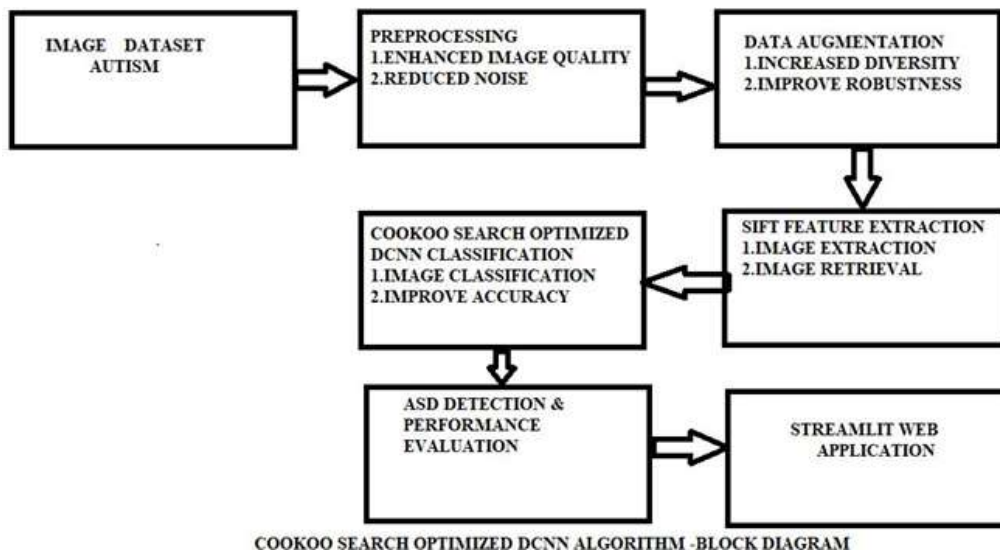 IMAGE DATASET
AUTISM
PREPROCESSING
1.ENHANCED IMAGE QUALITY
2.REDUCED NOISE
DATA AUGMENTATION
1.INCREASED DIVERSITY
2.IMPROVE ROBUSTNESS
SIFT FEATURE EXTRACTION
1.IMAGE EXTRACTION
2.IMAGE RETRIEVAL
COOKOO SEARCH OPTIMIZED
DCNN CLASSIFICATION
1.IMAGE CLASSIFICATION
2.IMPROVE ACCURACY
ASD DETECTION &
PERFORMANCE
EVALUATION
STREAMLIT WEB
APPLICATION
COOKOO SEARCH OPTIMIZED DCNN ALGORITHM -BLOCK DIAGRAM